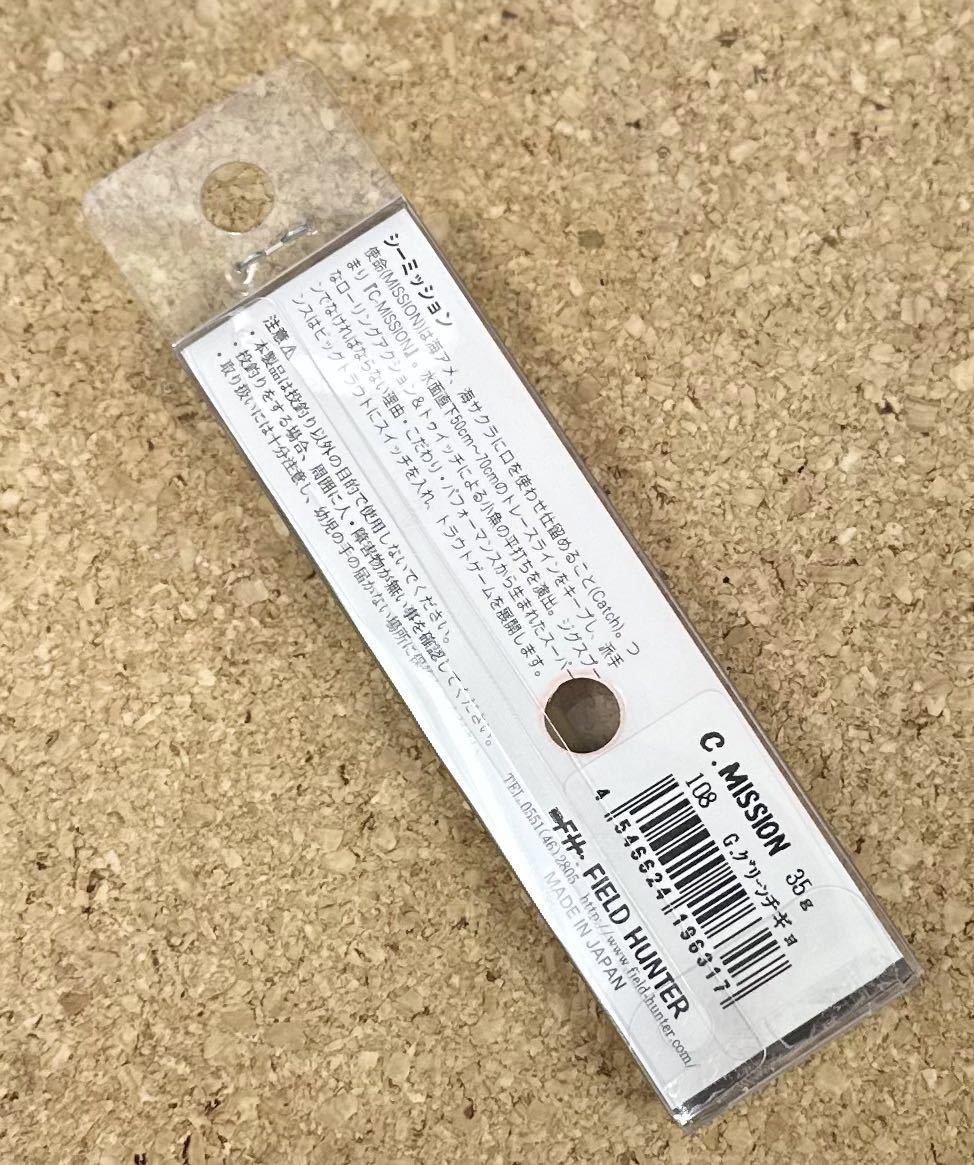 シーミッション
使命(MISSION)は海アメ、海サクラに口を使わせ仕留めること(Catch)。つ
まり『C-MISSION』。水面直下50cm〜70cmのトレースラインをキープし、派手
なローリングアクション&トゥイッチによる小魚の平打ちを演出。ジグスプー
ンでなければならない理由・こだわり・パフォーマンスから生まれたスーパー
シスはビッグトラフトにスイッチを入れ、トラウトゲームを展開します。
注意⚠
・本製品は投釣り以外の目的で使用しないでください。
・投釣りをする場合、周囲に人・障害物が無い事を確認してください。
・取り扱いには十分注意し、幼児の手の届かない場所に保
C.MISSION 35g
108 G.グリーンチギョ
4 546624 196317
FH. FIELD HUNTER
TEL.0551(46)2805 http://www.field-hunter.com/
MADE IN JAPAN